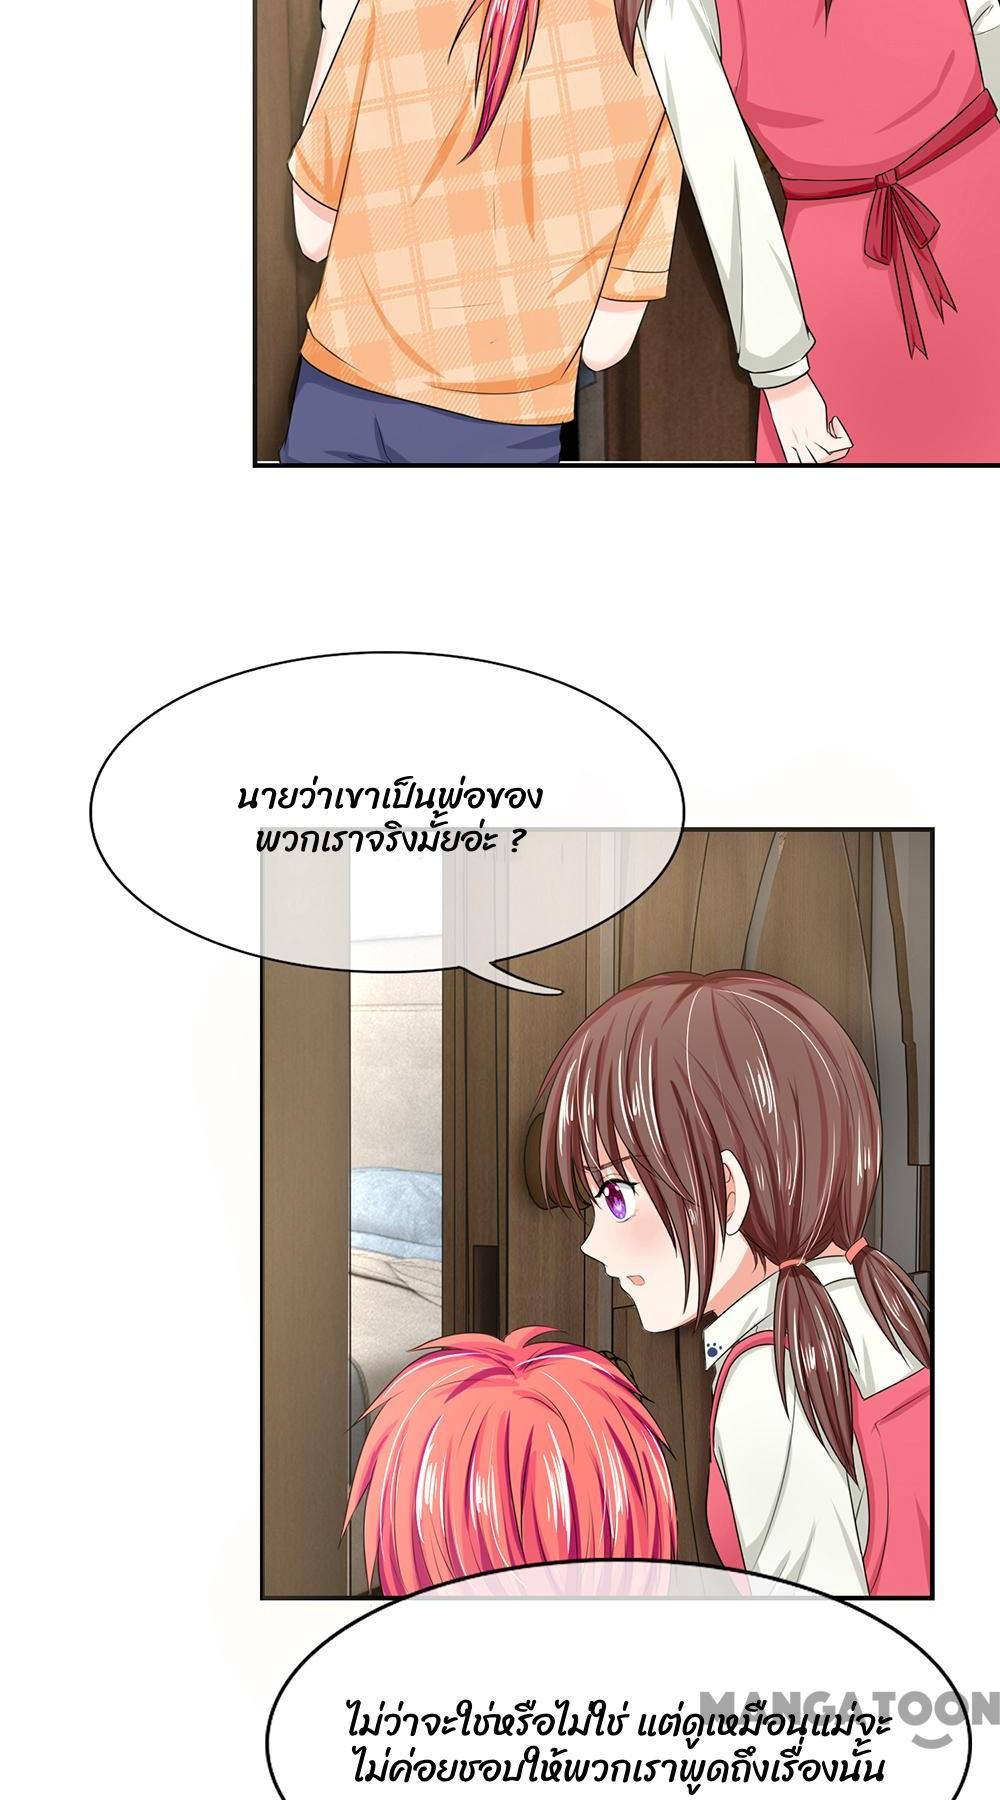 นายว่าเขาเป็นพ่อของ
พวกเราจริงมั้ยอ่ะ ?
MANGATOON
ไม่ว่าจะใช่หรือไม่ใช่ แต่ดูเหมือนแม่จะ
ไม่ค่อยชอบให้พวกเราพูดถึงเรื่องนั้น